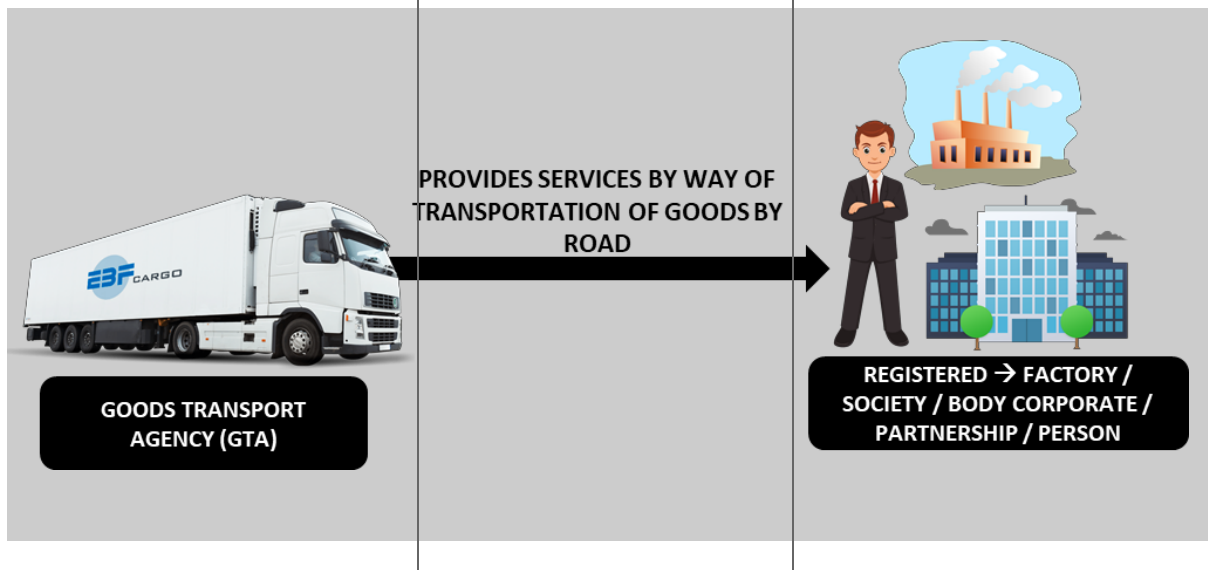 EBF CARGO
GOODS TRANSPORT
AGENCY (GTA)
PROVIDES SERVICES BY WAY OF
TRANSPORTATION OF GOODS BY
ROAD
REGISTERED → FACTORY /
SOCIETY / BODY CORPORATE /
PARTNERSHIP / PERSON